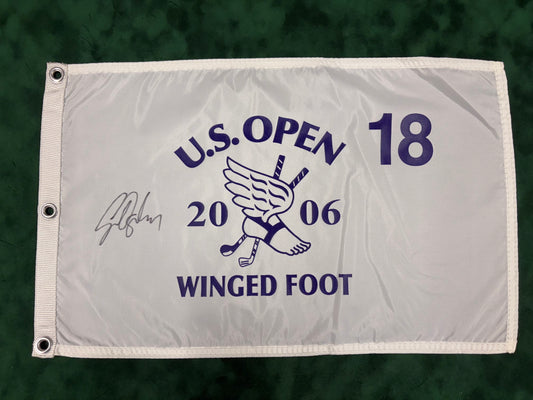 U.S. OPEN
18
20 06
WINGED FOOT